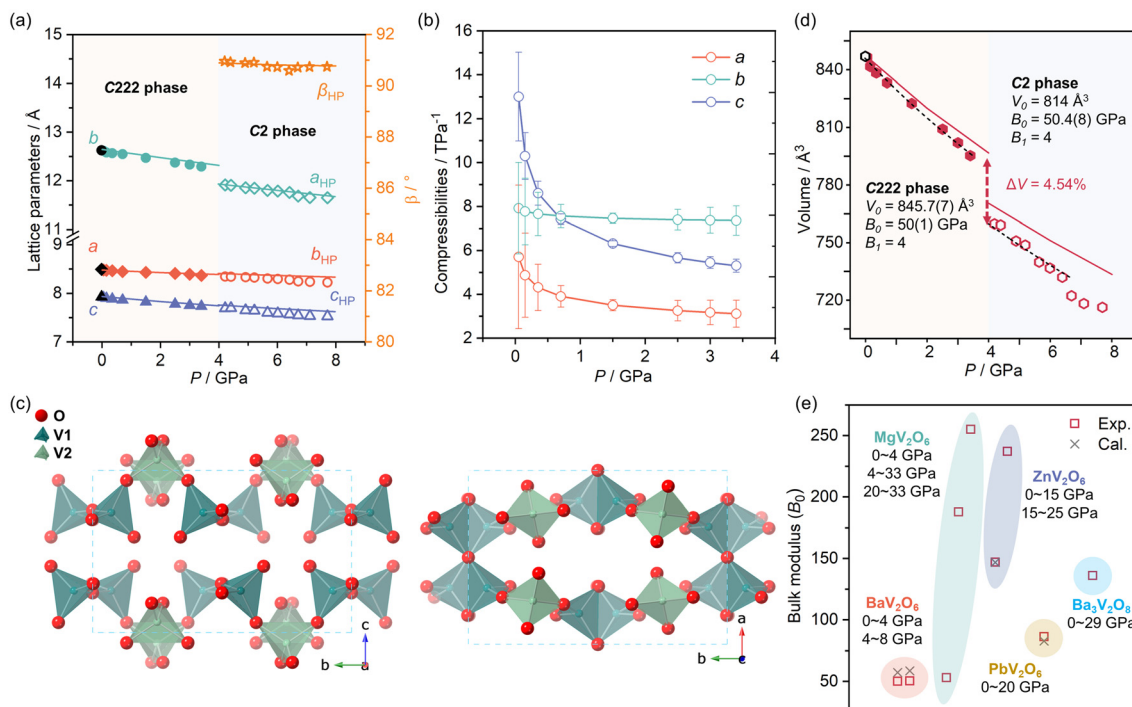 (a)
15
14
13
12
11
9
8
7
Lattice parameters / Å
C222 phase
C2 phase
b
a
c
βHP
aHP
bHP
cHP
92
90
88
86
84
82
80
β / °
0
2
4
6
8
P / GPa
(b)
16
14
12
10
8
6
4
2
Compressibilities / TPa-1
a
b
c
0
1
2
3
4
P / GPa
(d)
840
810
780
750
720
Volume / Å3
C2 phase
V0 = 814 Å3
B0 = 50.4(8) GPa
B1 = 4
ΔV = 4.54%
C222 phase
V0 = 845.7(7) Å3
B0 = 50(1) GPa
B1 = 4
0
2
4
6
8
P / GPa
(c)
O
V1
V2
c
b
a
a
b
c
(e)
250
200
150
100
50
Bulk modulus (B0)
Exp.
Cal.
MgV2O6
0~4 GPa
4~33 GPa
20~33 GPa
ZnV2O6
0~15 GPa
15~25 GPa
BaV2O6
0~4 GPa
4~8 GPa
Ba3V2O8
0~29 GPa
PbV2O6
0~20 GPa